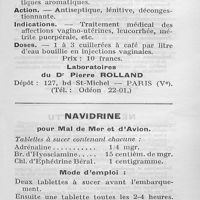 tiques aromatiques.
Action. — Antiseptique, lénitive, décongestionnante.
Indications. — Traitement médical des affections vagino-utérines, leucorrhée, métrite puerpérale, etc.
Doses. — 1 à 3 cuillerées à café par litre d'eau bouillie en injections vaginales.
Prix : 10 francs.
Laboratoires
du Dr Pierre ROLLAND
Dépôt : 127, bd St-Michel — PARIS (Ve).
(Tél. : Odéon 22-01.)
NAVIDRINE
pour Mal de Mer et d'Avion.
Tablettes à sucer contenant chacune :
Adrénaline 1/4 mgr.
Br. d'Hyosciamine 15 centièm. de mgr.
Chl. d'Ephédrine Béral. 1 centigramme.
Mode d'emploi :
Deux tablettes à sucer avant l'embarquement.
Ensuite une tablette toutes les 2-4 heures.